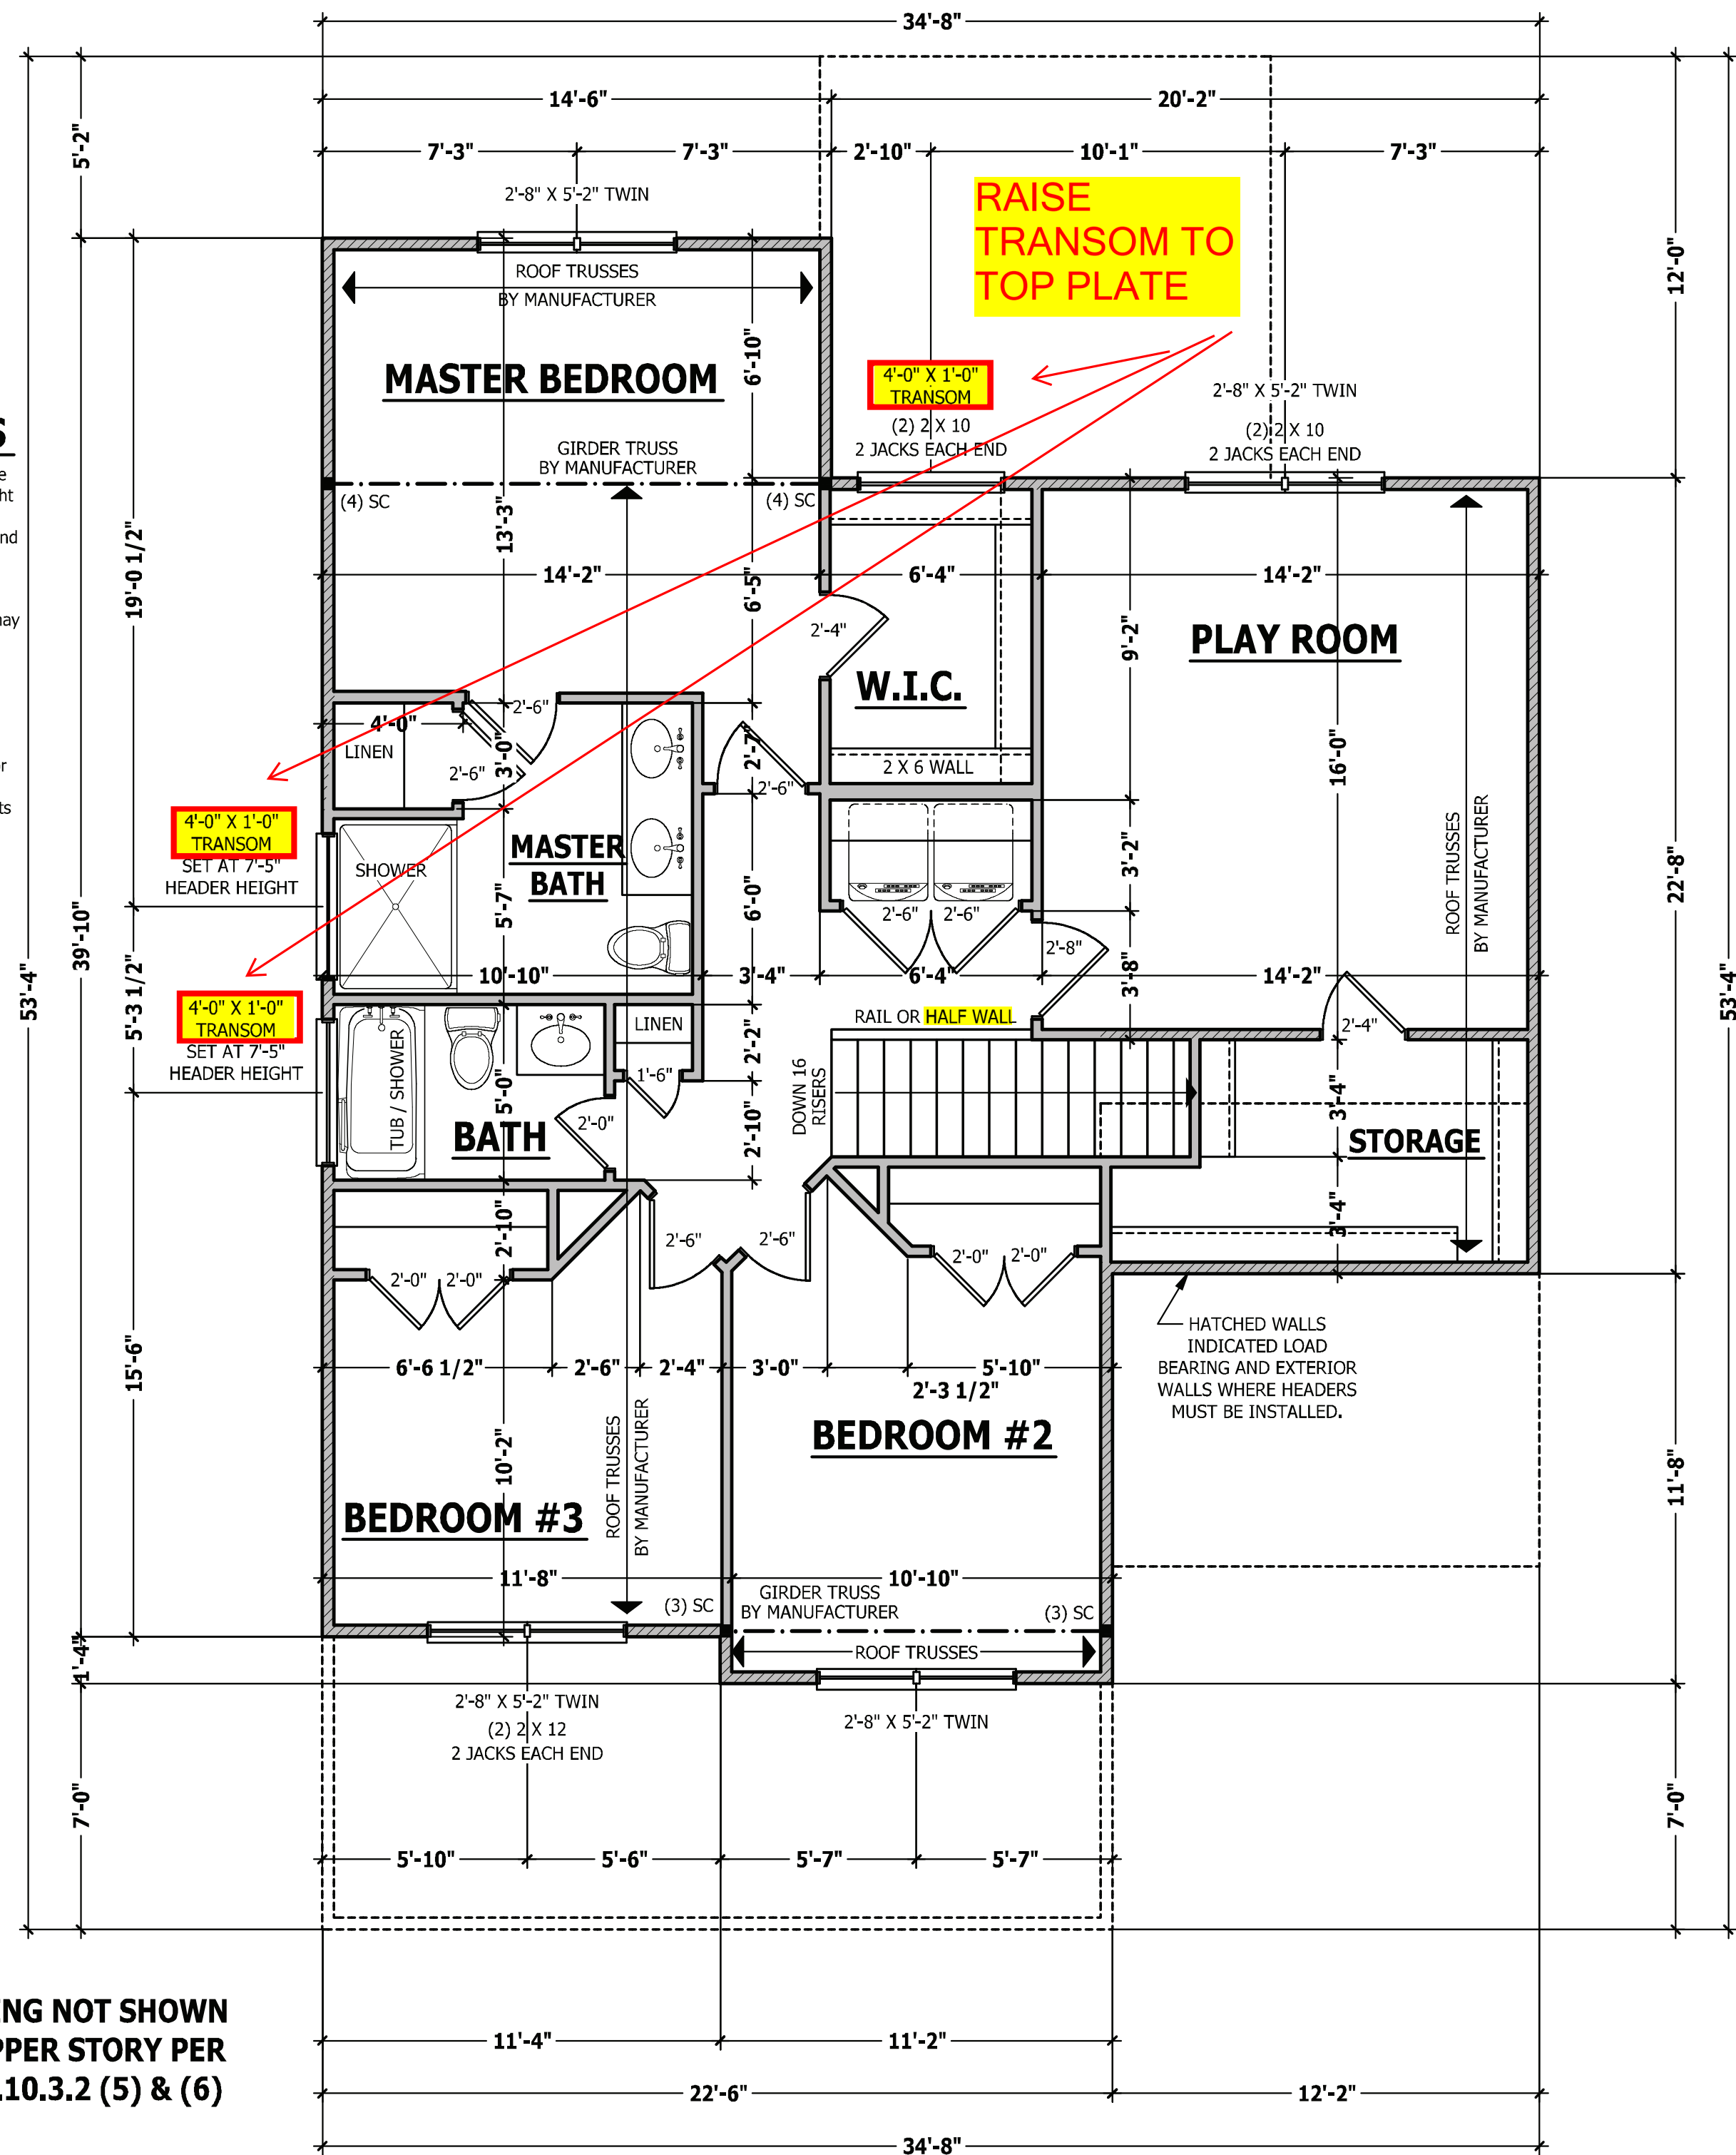 34'-8"
14'-6"
20'-2"
7'-3"
7'-3"
2'-10"
10'-1"
7'-3"
5'-2"
12'-0"
2'-8" X 5'-2" TWIN
RAISE
TRANSOM TO
TOP PLATE
ROOF TRUSSES
BY MANUFACTURER
MASTER BEDROOM
6'-10"
4'-0" X 1'-0"
TRANSOM
(2) 2 X 10
2 JACKS EACH END
2'-8" X 5'-2" TWIN
(2) 2 X 10
2 JACKS EACH END
GIRDER TRUSS
BY MANUFACTURER
(4) SC
(4) SC
S
e
ht
nd
ay
or
ts
19'-0 1/2"
13'-3"
14'-2"
6'-5"
6'-4"
14'-2"
2'-4"
9'-2"
PLAY ROOM
W.I.C.
4'-0"
LINEN
2'-6"
2'-6"
3'-0"
2'-7"
2'-6"
2 X 6 WALL
16'-0"
4'-0" X 1'-0"
TRANSOM
SET AT 7'-5"
HEADER HEIGHT
SHOWER
MASTER
BATH
5'-7"
6'-0"
3'-2"
2'-6"
2'-6"
2'-8"
ROOF TRUSSES
BY MANUFACTURER
22'-8"
39'-10"
53'-4"
53'-4"
5'-3 1/2"
10'-10"
3'-4"
6'-4"
3'-8"
14'-2"
4'-0" X 1'-0"
TRANSOM
SET AT 7'-5"
HEADER HEIGHT
TUB / SHOWER
LINEN
RAIL OR HALF WALL
2'-4"
2'-2"
1'-6"
5'-0"
2'-0"
BATH
2'-10"
DOWN 16
RISERS
3'-4"
STORAGE
3'-4"
2'-10"
2'-6"
2'-6"
2'-0"
2'-0"
2'-0"
2'-0"
HATCHED WALLS
INDICATED LOAD
BEARING AND EXTERIOR
WALLS WHERE HEADERS
MUST BE INSTALLED.
15'-6"
6'-6 1/2"
2'-6"
2'-4"
3'-0"
5'-10"
2'-3 1/2"
BEDROOM #2
10'-2"
ROOF TRUSSES
BY MANUFACTURER
BEDROOM #3
11'-8"
11'-8"
10'-10"
(3) SC
GIRDER TRUSS
BY MANUFACTURER
(3) SC
ROOF TRUSSES
1'-4"
2'-8" X 5'-2" TWIN
(2) 2 X 12
2 JACKS EACH END
2'-8" X 5'-2" TWIN
7'-0"
7'-0"
5'-10"
5'-6"
5'-7"
5'-7"
ING NOT SHOWN
PPER STORY PER
.10.3.2 (5) & (6)
11'-4"
11'-2"
22'-6"
12'-2"
34'-8"